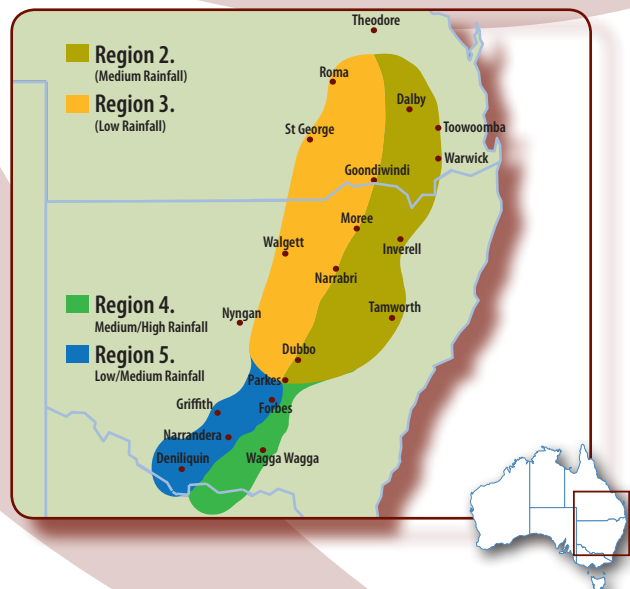 Theodore
Region 2.
(Medium Rainfall)
Roma
Region 3.
Dalby
(Low Rainfall)
St George
Toowoomba
Warwick
Goondiwindi
Moree
Walgett
Inverell
Narrabri
Region 4.
Medium/High Rainfall
Nyngan
Tamworth
Region 5.
Low/Medium Rainfall
Dubbo
Parkes
Griffith
Forbes
Narrandera
Deniliquin
Wagga Wagga